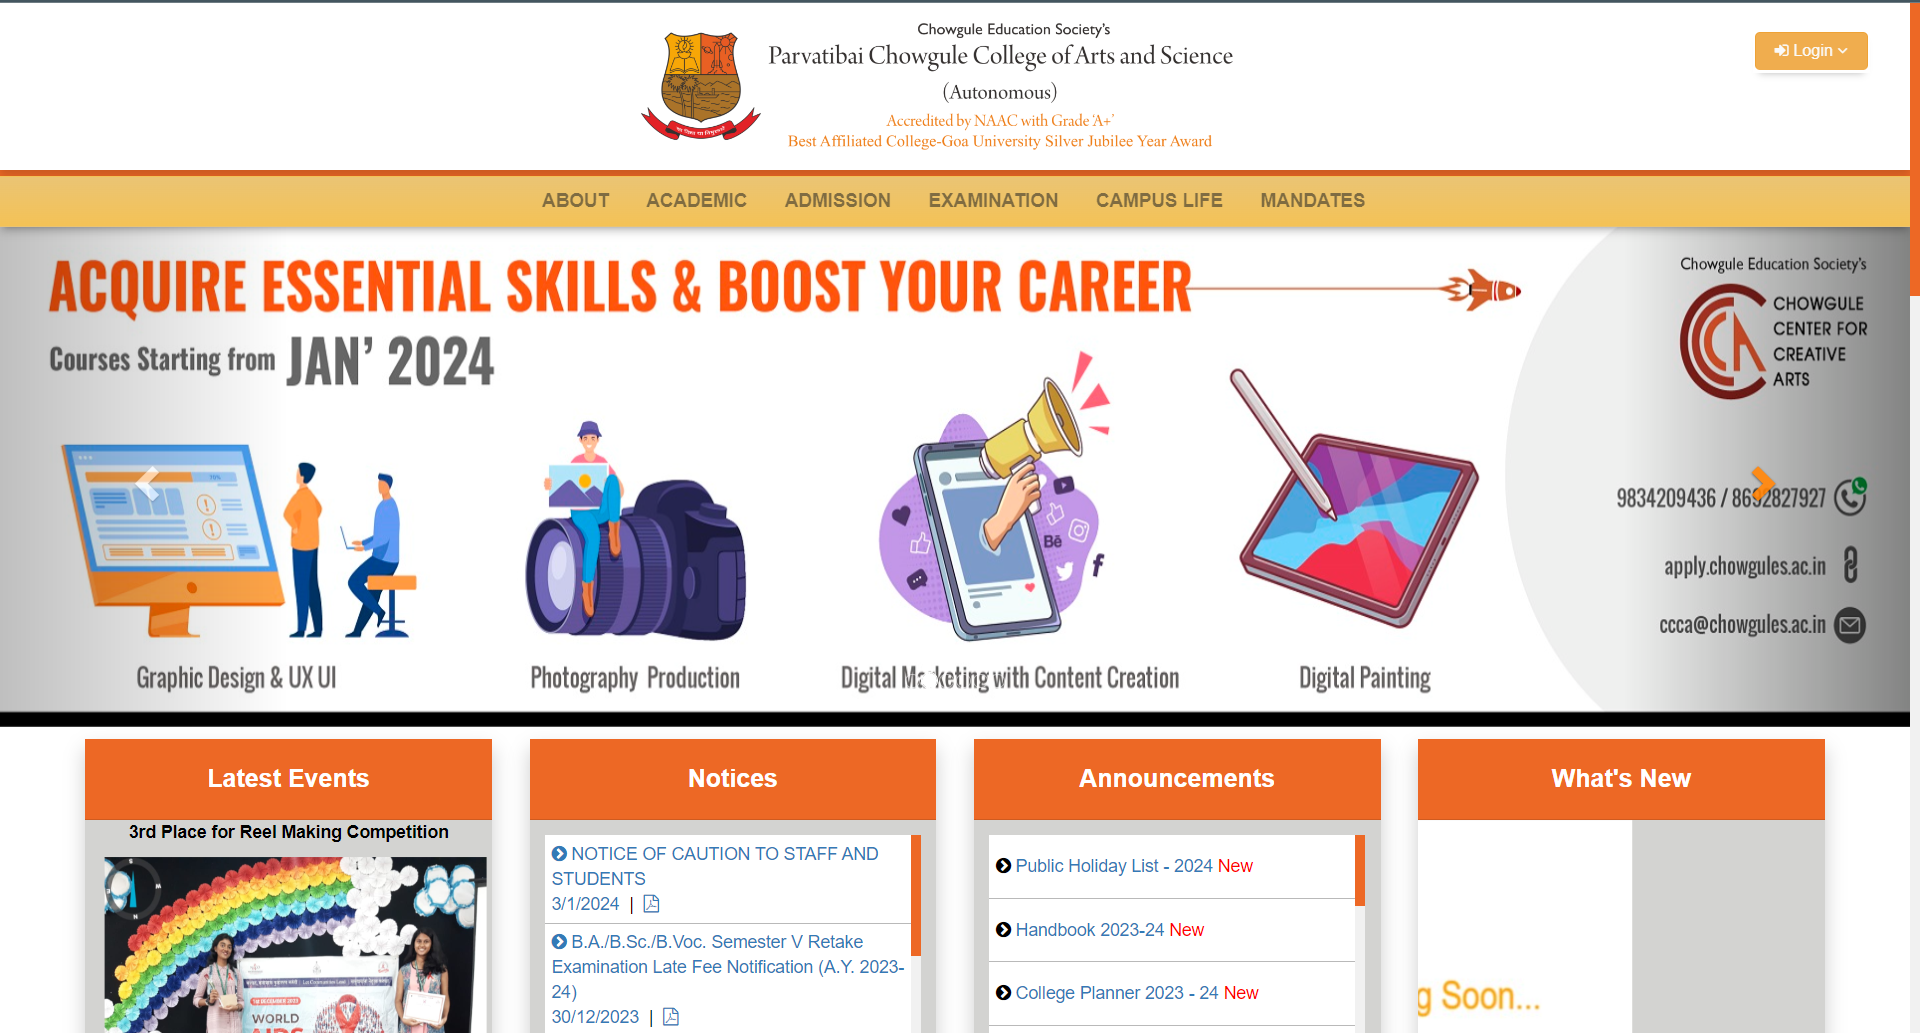 Chowgule Education Society's
Parvatibai Chowgule College of Arts and Science
(Autonomous)
Accredited by NAAC with Grade 'A+'
Best Affiliated College-Goa University Silver Jubilee Year Award
Login
ABOUT ACADEMIC ADMISSION EXAMINATION CAMPUS LIFE MANDATES
ACQUIRE ESSENTIAL SKILLS & BOOST YOUR CAREER
Courses Starting from JAN' 2024
Chowgule Education Society's
CHOWGULE
CENTER FOR
CREATIVE
ARTS
70%
Bē
9834209436 / 8692827927
apply.chowgules.ac.in
ccca@chowgules.ac.in
Graphic Design & UX UI
Photography Production
Digital Marketing with Content Creation
Digital Painting
Latest Events
3rd Place for Reel Making Competition
WORLD
AIDS
Notices
NOTICE OF CAUTION TO STAFF AND
STUDENTS
3/1/2024 |
B.A./B.Sc./B.Voc. Semester V Retake
Examination Late Fee Notification (A.Y. 2023-
24)
30/12/2023 |
Announcements
Public Holiday List - 2024 New
Handbook 2023-24 New
College Planner 2023 - 24 New
What's New
g Soon...